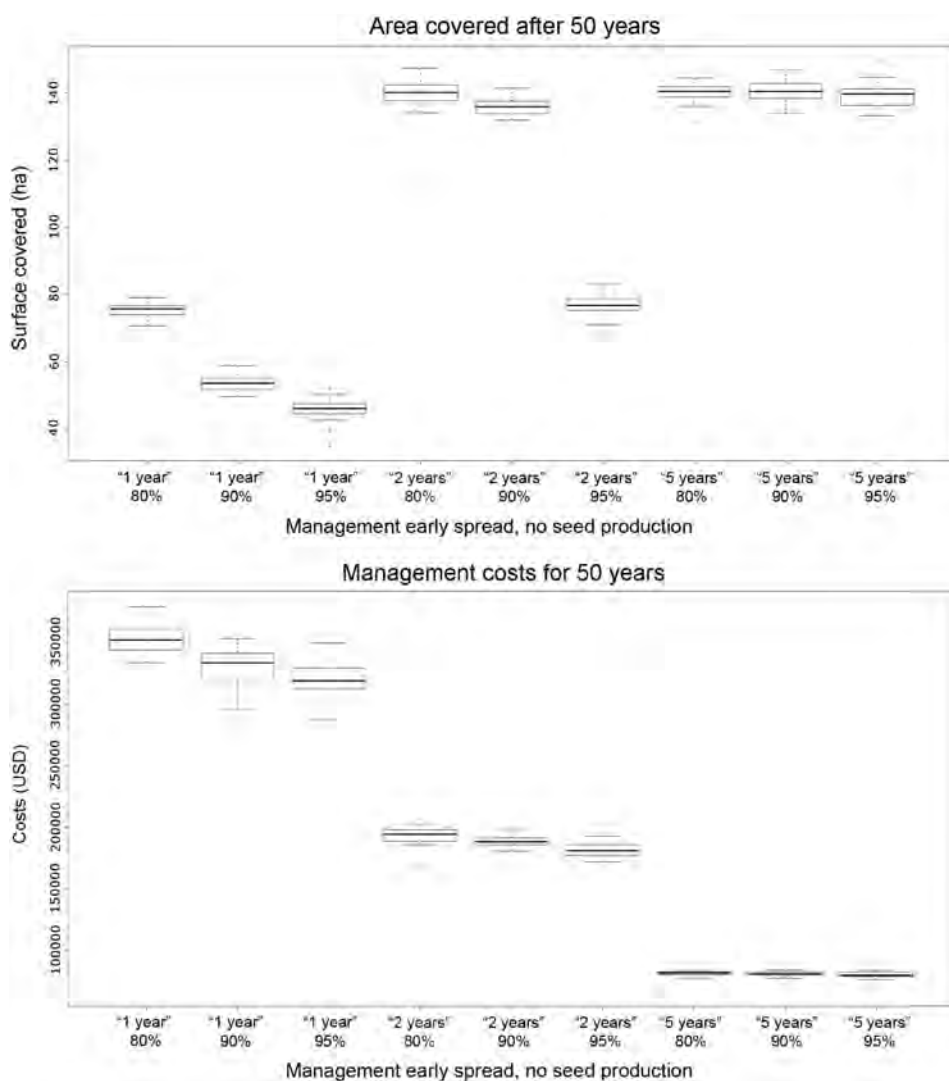 Area covered after 50 years
Surface covered (ha)
140
120
100
80
60
40
"1 year" "1 year" "1 year" "2 years" "2 years" "2 years" "5 years" "5 years" "5 years"
80% 90% 95% 80% 90% 95% 80% 90% 95%
Management early spread, no seed production
Management costs for 50 years
Costs (USD)
350000
300000
250000
200000
150000
100000
"1 year" "1 year" "1 year" "2 years" "2 years" "2 years" "5 years" "5 years" "5 years"
80% 90% 95% 80% 90% 95% 80% 90% 95%
Management early spread, no seed production